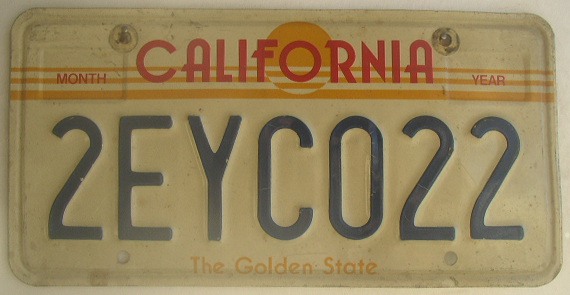 CALIFORNIA
MONTH YEAR
2EYC022
The Golden State